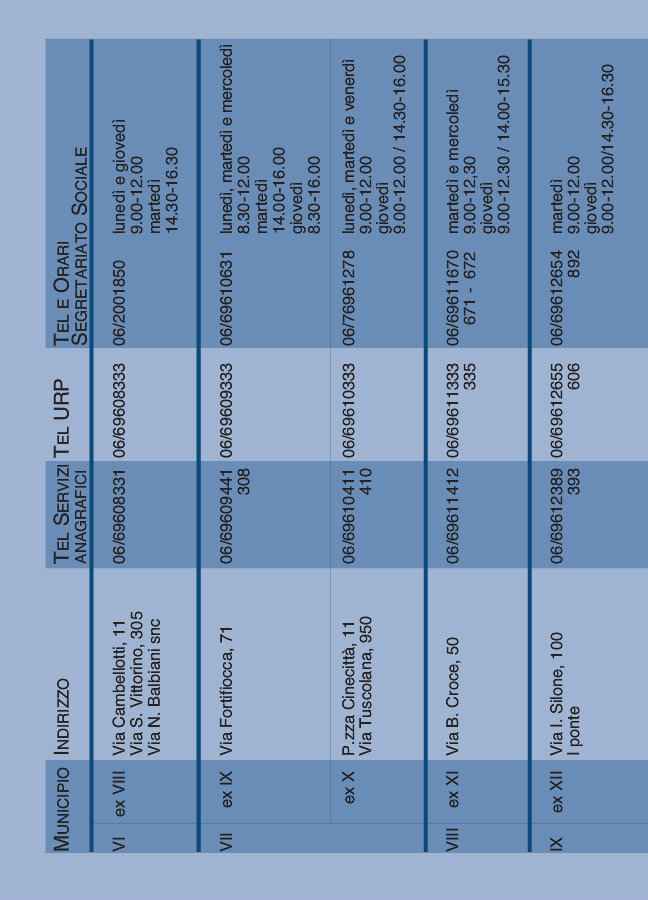 MUNICIPIO INDIRIZZO TEL SERVIZI ANAGRAFICI TEL URP TEL E ORARI SEGRETARIATO SOCIALE
VI ex VIII Via Cambellotti, 11 06/69608331 06/69608333 06/2001850 lunedì e giovedì
Via S. Vittorino, 305 9.00-12.00
Via N. Balbiani snc martedì
14.30-16.30
VII ex IX Via Fortifiocca, 71 06/69609441 06/69609333 06/69610631 lunedì, martedì e mercoledì
308 8.30-12.00
martedì
14.00-16.00
giovedì
8.30-16.00
ex X P.zza Cinecittà, 11 06/69610411 06/69610333 06/76961278 lunedì, martedì e venerdì
Via Tuscolana, 950 410 9.00-12.00
giovedì
9.00-12.00 / 14.30-16.00
VIII ex XI Via B. Croce, 50 06/69611412 06/69611333 06/69611670 martedì e mercoledì
335 671 - 672 9.00-12,30
giovedì
9.00-12.30 / 14.00-15.30
IX ex XII Via I. Silone, 100 06/69612389 06/69612655 06/69612654 martedì
I ponte 393 606 892 9.00-12.00
giovedì
9.00-12.00/14.30-16.30